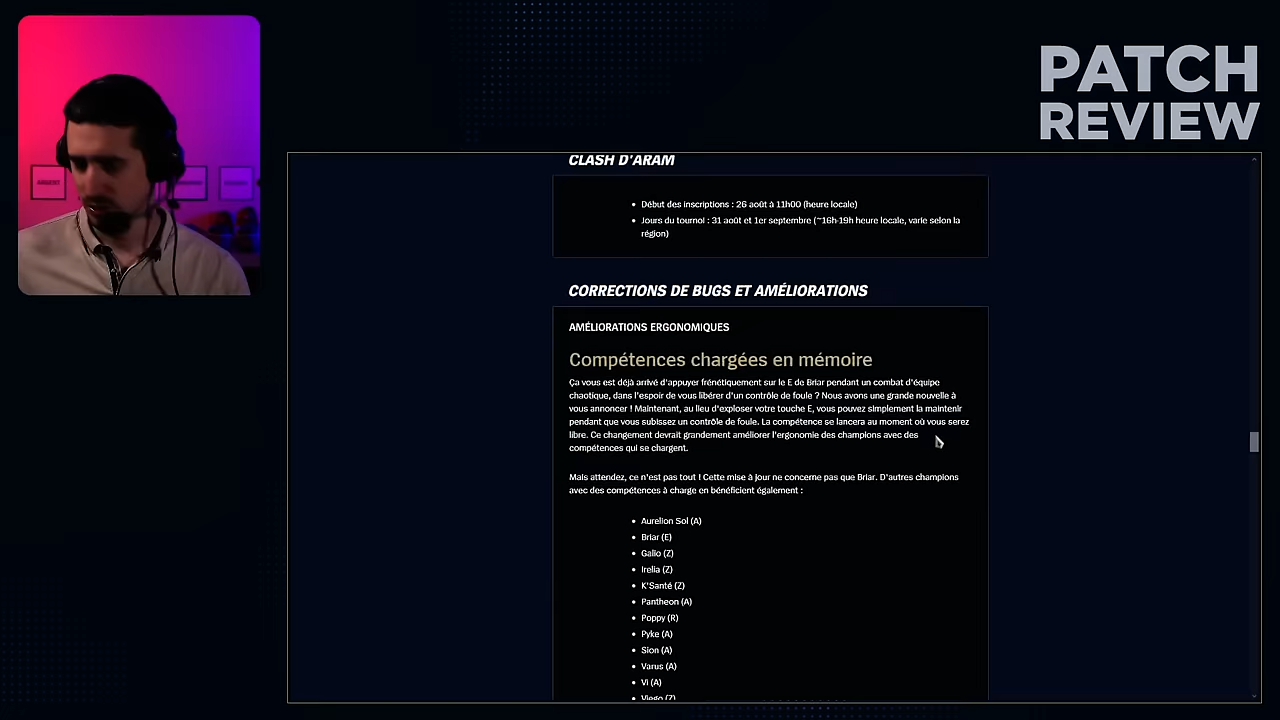 PATCH
REVIEW
ARGENT
CLASH D'ARAM
Début des inscriptions : 26 août à 11h00 (heure locale)
Jours du tournoi : 31 août et 1er septembre (~16h-19h heure locale, varie selon la
région)
CORRECTIONS DE BUGS ET AMÉLIORATIONS
AMÉLIORATIONS ERGONOMIQUES
Compétences chargées en mémoire
Ça vous est déjà arrivé d'appuyer frénétiquement sur le E de Briar pendant un combat d'équipe
chaotique, dans l'espoir de vous libérer d'un contrôle de foule ? Nous avons une grande nouvelle à
vous annoncer ! Maintenant, au lieu d'exploser votre touche E, vous pouvez simplement la maintenir
pendant que vous subissez un contrôle de foule. La compétence se lancera au moment où vous serez
libre. Ce changement devrait grandement améliorer l'ergonomie des champions avec des
compétences qui se chargent.
Mais attendez, ce n'est pas tout ! Cette mise à jour ne concerne pas que Briar. D'autres champions
avec des compétences à charge en bénéficient également :
Aurelion Sol (A)
Briar (E)
Galio (Z)
Irelia (Z)
K'Santé (Z)
Pantheon (A)
Poppy (R)
Pyke (A)
Sion (A)
Varus (A)
Vi (A)
Viego (Z)